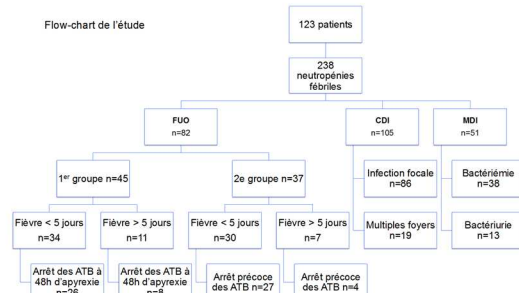 Flow-chart de l'étude
123 patients
238
neutropénies
fébriles
FUO
n=82
CDI
n=105
MDI
n=51
1er groupe n=45
2e groupe n=37
Infection focale
n=86
Bactériémie
n=38
Fièvre < 5 jours
n=34
Fièvre > 5 jours
n=11
Fièvre < 5 jours
n=30
Fièvre > 5 jours
n=7
Multiples foyers
n=19
Bactériurie
n=13
Arrêt des ATB à
48h d'apyrexie
n=26
Arrêt des ATB à
48h d'apyrexie
n=8
Arrêt précoce
des ATB n=27
Arrêt précoce
des ATB n=4